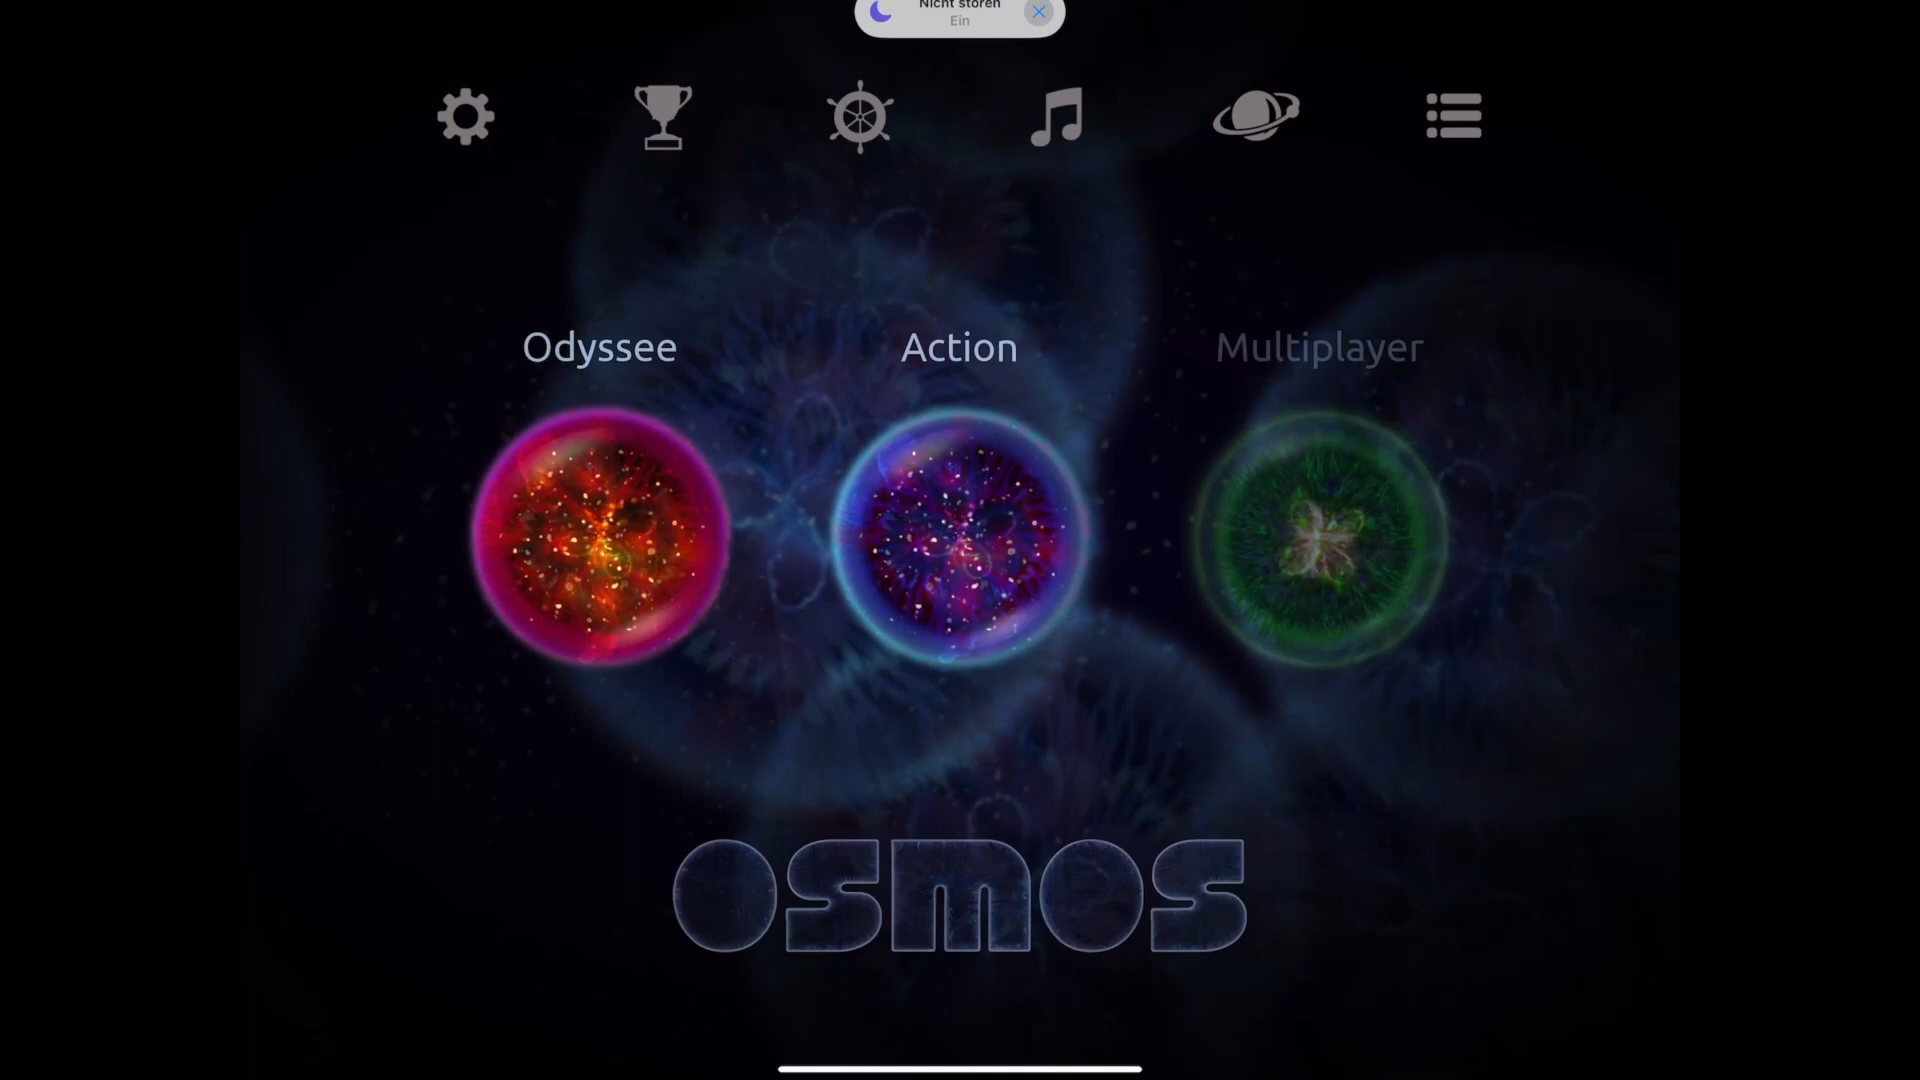 Nicht stören
Ein
Odyssee
Action
Multiplayer
OSMOS